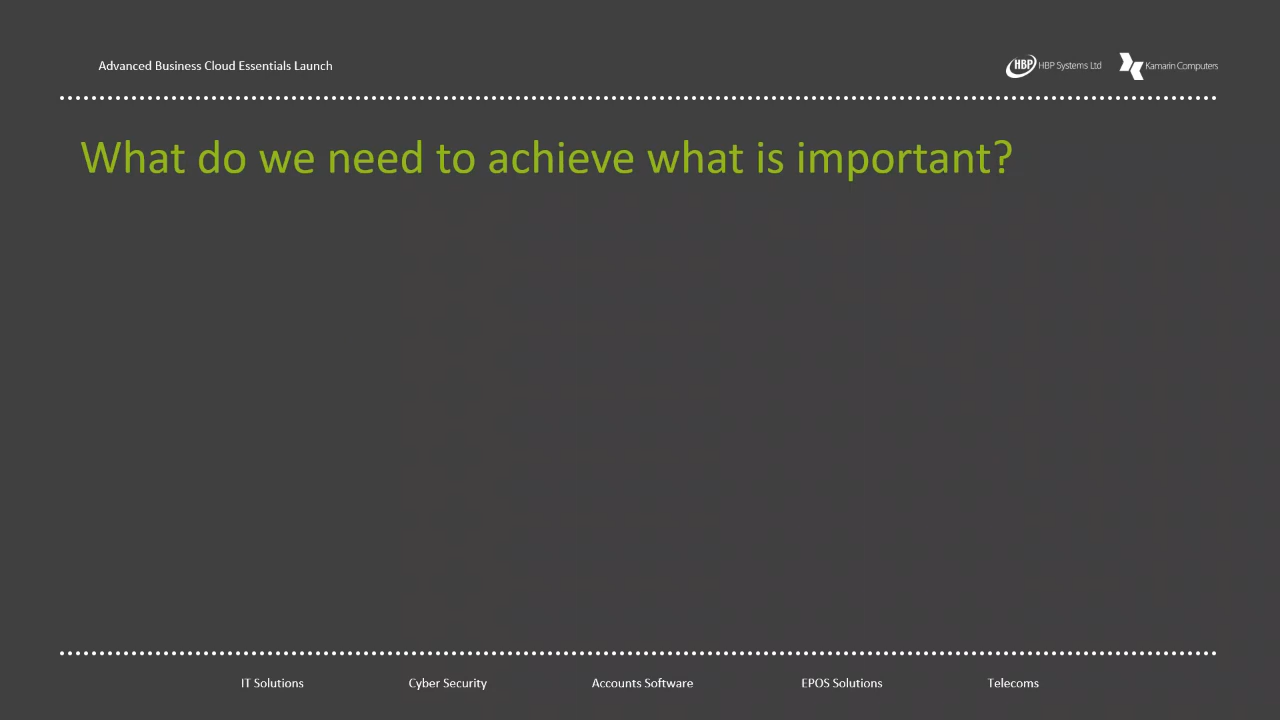 Advanced Business Cloud Essentials Launch
HBP HBP Systems Ltd
Kamarin Computers
What do we need to achieve what is important?
IT Solutions
Cyber Security
Accounts Software
EPOS Solutions
Telecoms